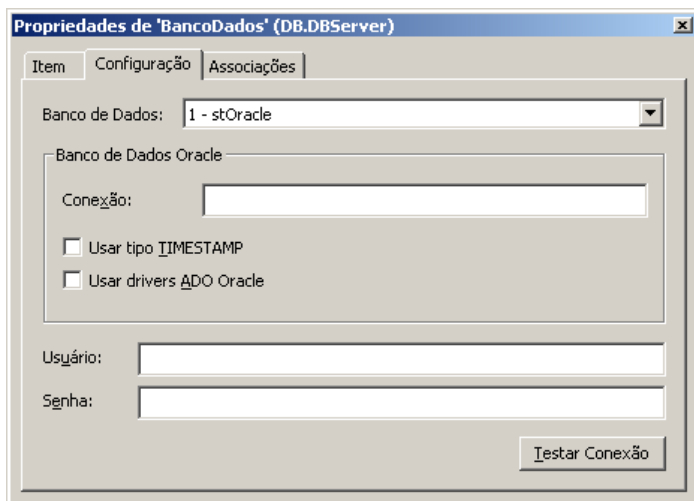 Propriedades de 'BancoDados' (DB.DBServer)
Item Configuração Associações
Banco de Dados: 1 - stOracle
Banco de Dados Oracle
Conexão:
Usar tipo TIMESTAMP
Usar drivers ADO Oracle
Usuário:
Senha:
Testar Conexão